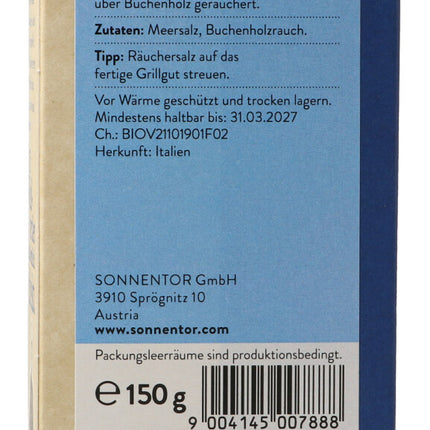 über Buchenholz geräuchert.
Zutaten: Meersalz, Buchenholzrauch.
Tipp: Räuchersalz auf das
fertige Grillgut streuen.
Vor Wärme geschützt und trocken lagern.
Mindestens haltbar bis: 31.03.2027
Ch.: BIOV21101901F02
Herkunft: Italien
SONNENTOR GmbH
3910 Sprögnitz 10
Austria
www.sonnentor.com
Packungsleerräume sind produktionsbedingt.
℮ 150 g
9 004145 007888